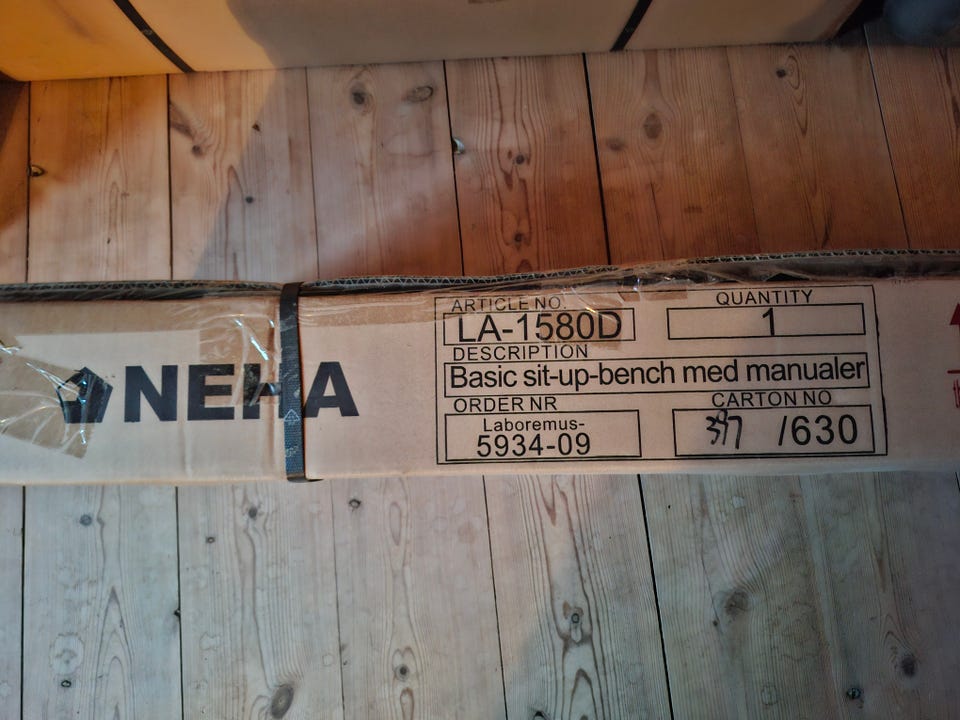 ARTICLE NO.
LA-1580D
QUANTITY
1
DESCRIPTION
Basic sit-up-bench med manualer
ORDER NR
Laboremus-
5934-09
CARTON NO
397 /630